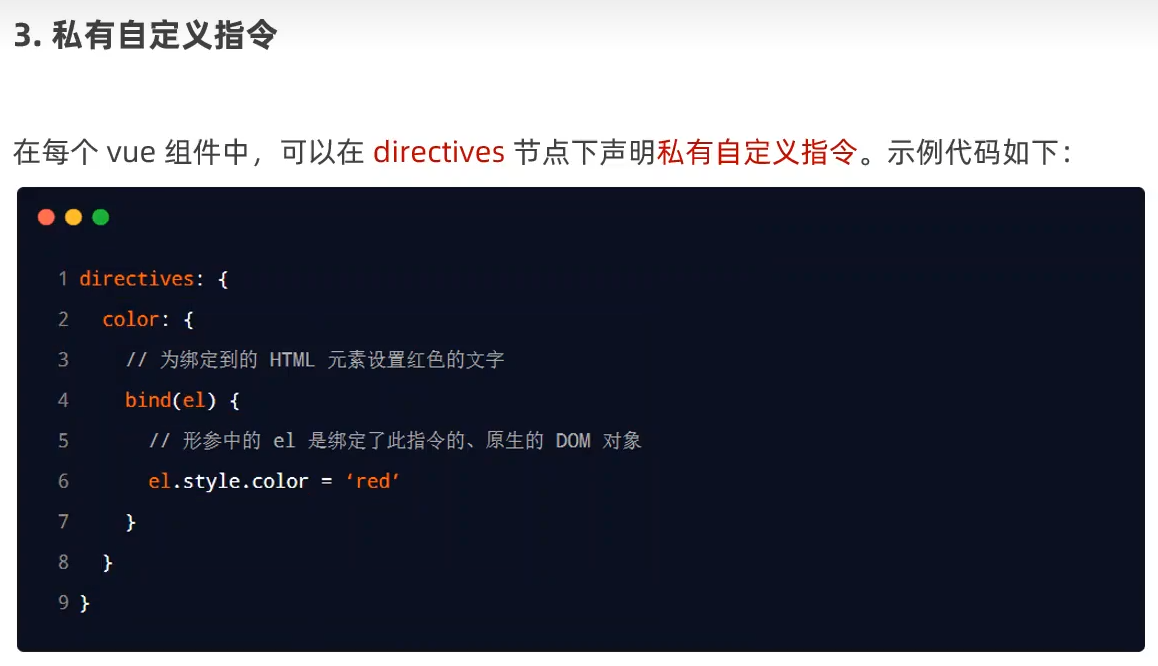 3. 私有自定义指令
在每个 vue 组件中，可以在 directives 节点下声明私有自定义指令。示例代码如下：
1 directives: {
2   color: {
3     // 为绑定到的 HTML 元素设置红色的文字
4     bind(el) {
5       // 形参中的 el 是绑定了此指令的、原生的 DOM 对象
6       el.style.color = ‘red’
7     }
8   }
9 }